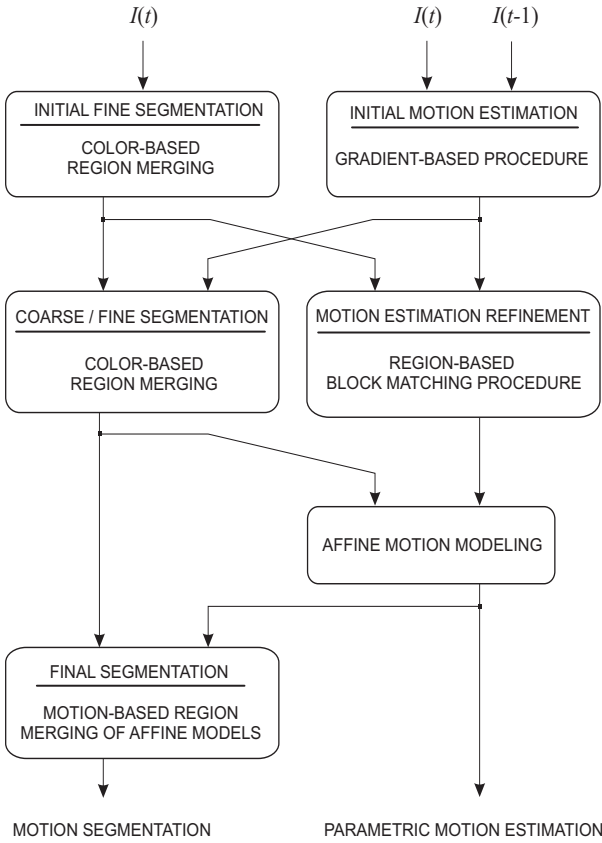 I(t)
I(t)
I(t-1)
INITIAL FINE SEGMENTATION
COLOR-BASED
REGION MERGING
INITIAL MOTION ESTIMATION
GRADIENT-BASED PROCEDURE
COARSE / FINE SEGMENTATION
COLOR-BASED
REGION MERGING
MOTION ESTIMATION REFINEMENT
REGION-BASED
BLOCK MATCHING PROCEDURE
AFFINE MOTION MODELING
FINAL SEGMENTATION
MOTION-BASED REGION
MERGING OF AFFINE MODELS
MOTION SEGMENTATION
PARAMETRIC MOTION ESTIMATION